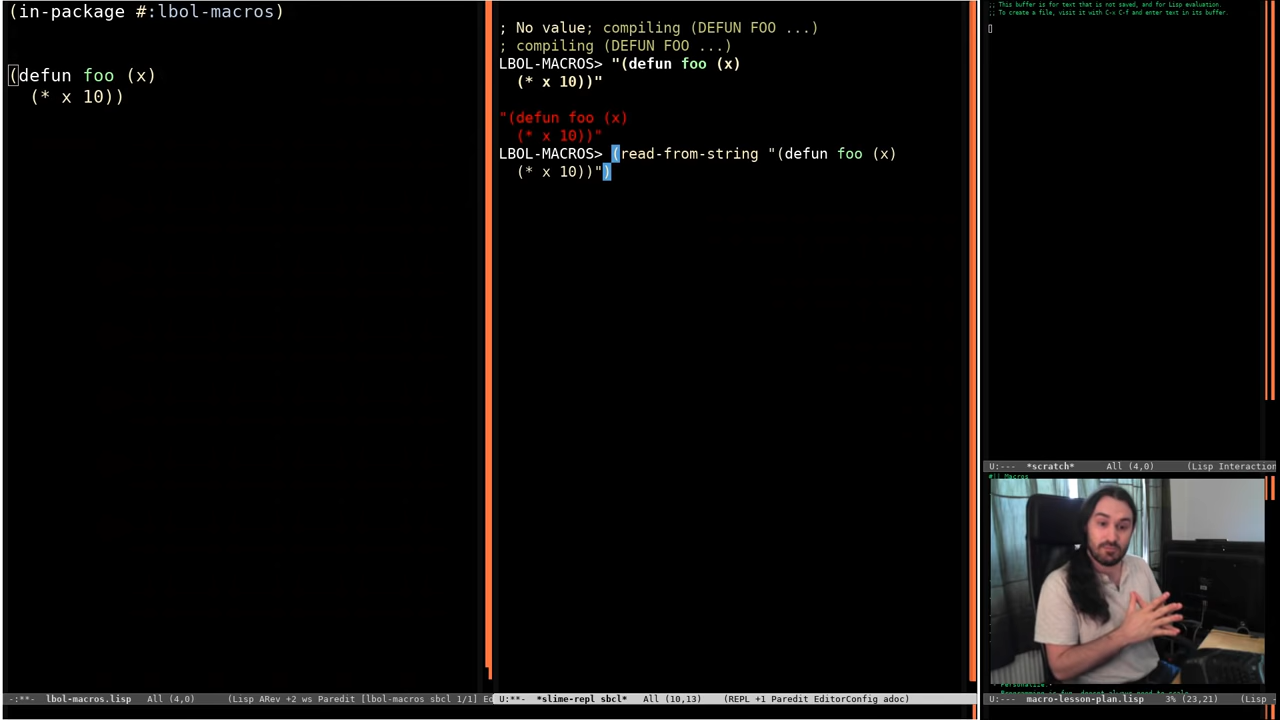 (in-package #:lbol-macros)
(defun foo (x)
(* x 10))
-:**- lbol-macros.lisp All (4,0) (Lisp ARev +2 ws Paredit [lbol-macros sbcl 1/1] Ed
; No value; compiling (DEFUN FOO ...)
; compiling (DEFUN FOO ...)
LBOL-MACROS> "(defun foo (x)
(* x 10))"
"(defun foo (x)
(* x 10))"
LBOL-MACROS> (read-from-string "(defun foo (x)
(* x 10))")
U:**- *slime-repl sbcl* All (10,13) (REPL +1 Paredit EditorConfig adoc)
;; This buffer is for text that is not saved, and for Lisp evaluation.
;; To create a file, visit it with C-x C-f and enter text in its buffer.
U:--- *scratch* All (4,0) (Lisp Interaction
#|| Macros
U:--- macro-lesson-plan.lisp 3% (23,21) (Lisp